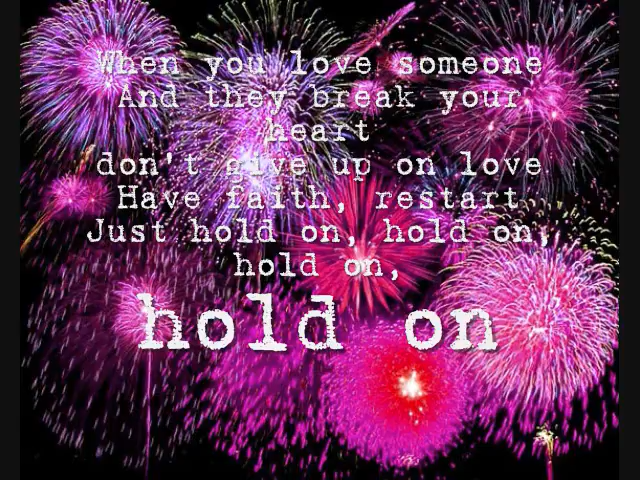 When you love someone
And they break your
heart
don't give up on love
Have faith, restart
Just hold on, hold on,
hold on,
hold on